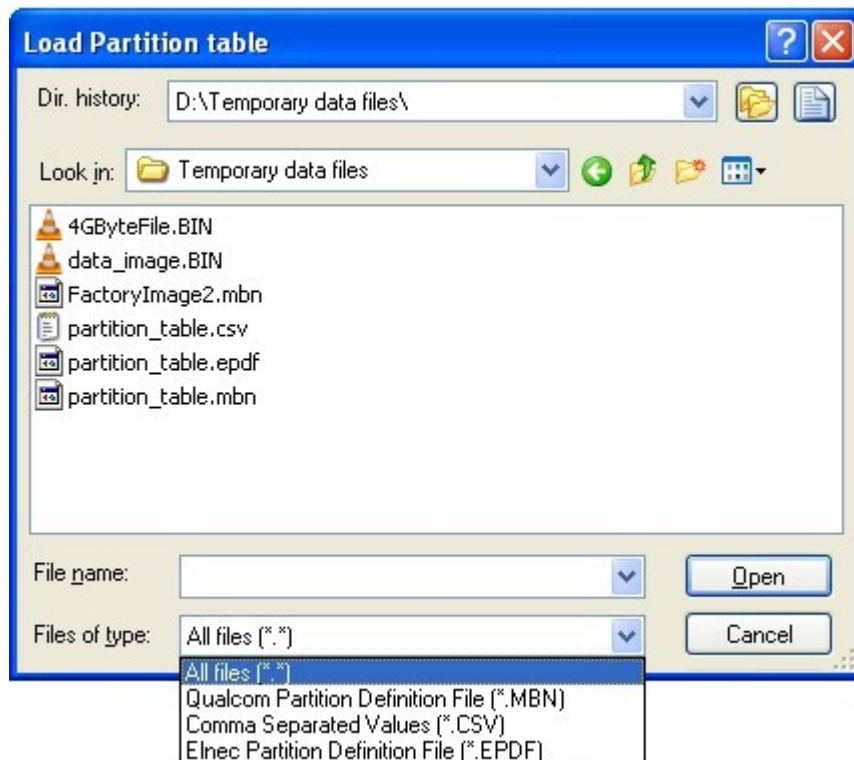 Load Partition table
Dir. history: D:\Temporary data files\
Look in: Temporary data files
4GByteFile.BIN
data_image.BIN
FactoryImage2.mbn
partition_table.csv
partition_table.epdf
partition_table.mbn
File name: Open
Files of type: All files (*.*) Cancel
All files (*.*)
Qualcom Partition Definition File (*.MBN)
Comma Separated Values (*.CSV)
Elnec Partition Definition File (*.EPDF)